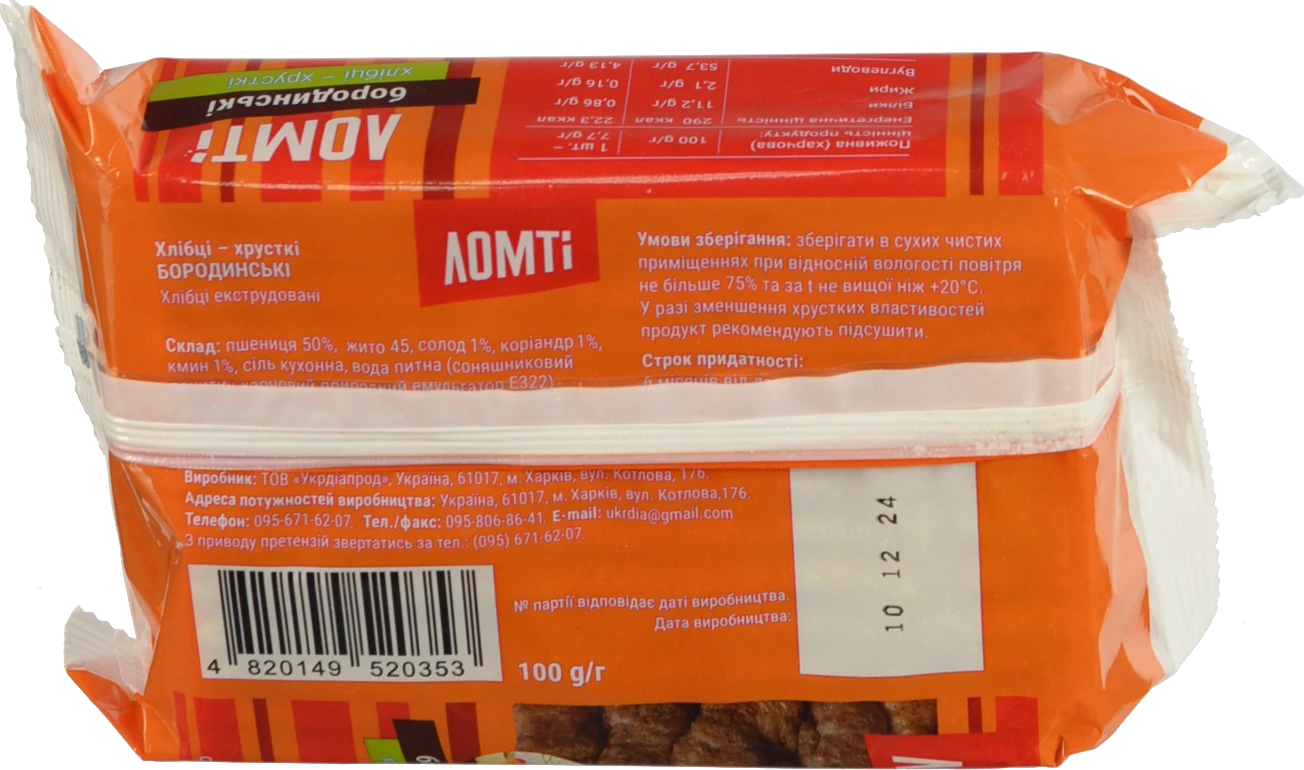 ЛОМТі
бородинські
хлібці – хрусткі
Поживна (харчова) цінність продукту: 100 g/г 1 шт. – 7,7 g/г
Енергетична цінність 290 ккал 22,3 ккал
Білки 11,2 g/г 0,86 g/г
Жири 2,1 g/г 0,16 g/г
Вуглеводи 53,7 g/г 4,13 g/г
ЛОМТі
Хлібці – хрусткі
БОРОДИНСЬКІ
Хлібці екструдовані
Склад: пшениця 50%, жито 45, солод 1%, коріандр 1%,
кмин 1%, сіль кухонна, вода питна (соняшниковий
харчовий природний емульгатор Е322)
Умови зберігання: зберігати в сухих чистих
приміщеннях при відносній вологості повітря
не більше 75% та за t не вищої ніж +20°С.
У разі зменшення хрустких властивостей
продукт рекомендують підсушити.
Строк придатності:
6 місяців від
Виробник: ТОВ «Укрдіапрод», Україна, 61017, м. Харків, вул. Котлова, 176.
Адреса потужностей виробництва: Україна, 61017, м. Харків, вул. Котлова,176.
Телефон: 095-671-62-07. Тел./факс: 095-806-86-41. E-mail: ukrdia@gmail.com
З приводу претензій звертатись за тел.: (095) 671-62-07.
№ партії відповідає даті виробництва.
Дата виробництва:
10 12 24
4 820149 520353
100 g/г